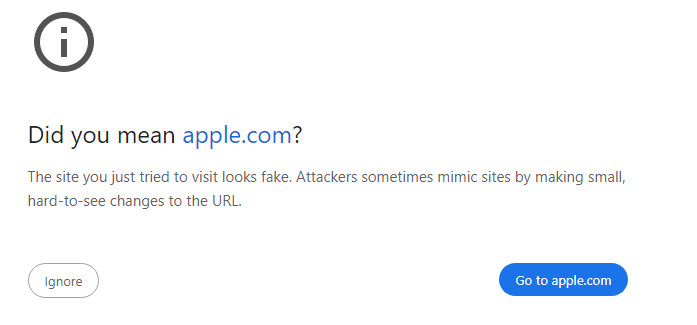 Did you mean apple.com?
The site you just tried to visit looks fake. Attackers sometimes mimic sites by making small,
hard-to-see changes to the URL.
Ignore
Go to apple.com